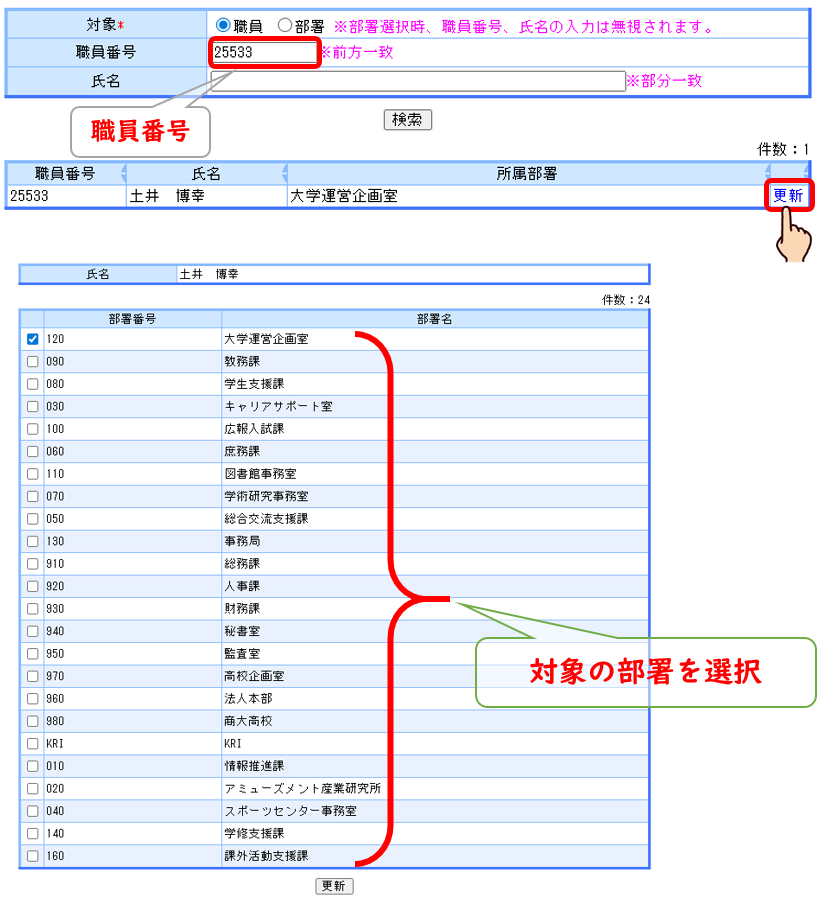 対象* 職員 部署 ※部署選択時、職員番号、氏名の入力は無視されます。
職員番号 25533 ※前方一致
氏名 ※部分一致
職員番号
検索
件数：1
職員番号 氏名 所属部署
25533 土井　博幸 大学運営企画室 更新
氏名 土井　博幸
件数：24
部署番号 部署名
120 大学運営企画室
090 教務課
080 学生支援課
030 キャリアサポート室
100 広報入試課
060 庶務課
110 図書館事務室
070 学術研究事務室
050 総合交流支援課
130 事務局
910 総務課
920 人事課
930 財務課
940 秘書室
950 監査室
970 高校企画室
960 法人本部
980 商大高校
KRI KRI
010 情報推進課
020 アミューズメント産業研究所
040 スポーツセンター事務室
140 学修支援課
160 課外活動支援課
対象の部署を選択
更新